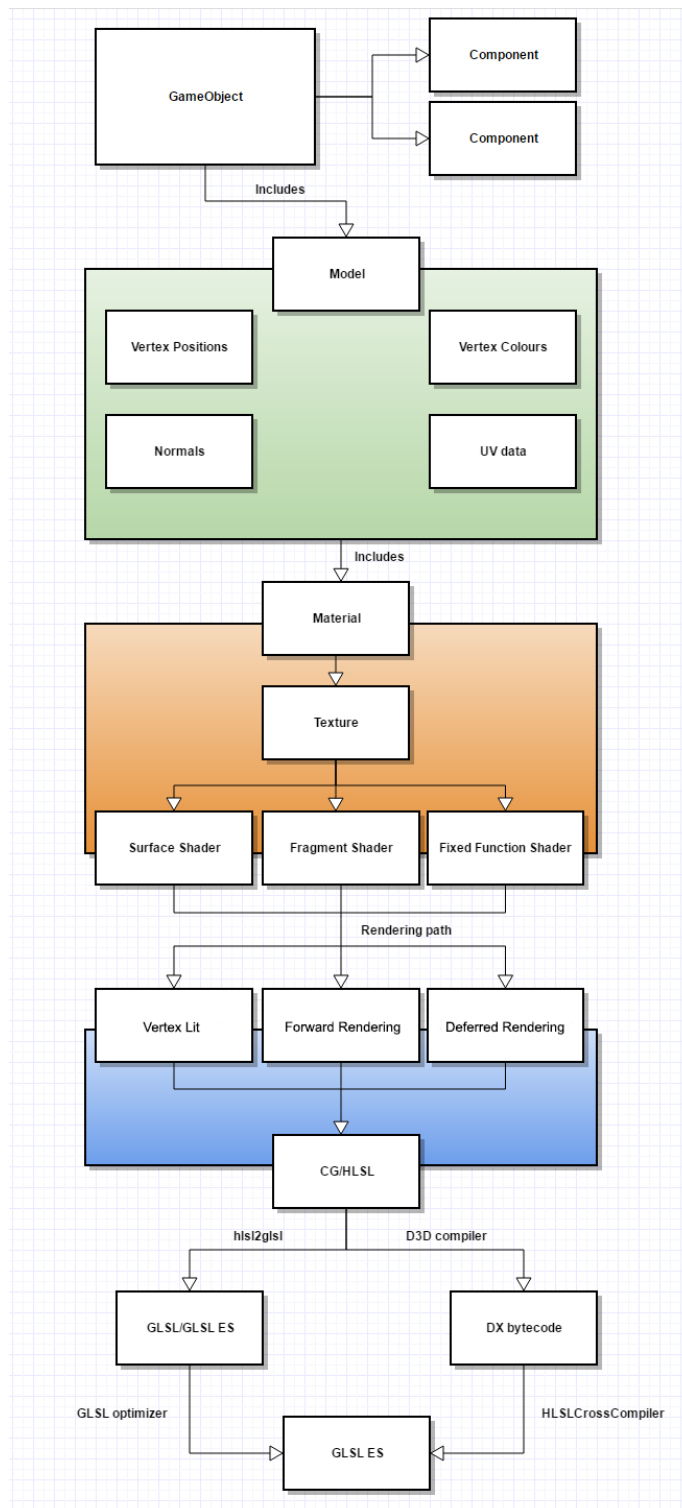 Component
GameObject
Component
Includes
Model
Vertex Positions
Vertex Colours
Normals
UV data
Includes
Material
Texture
Surface Shader
Fragment Shader
Fixed Function Shader
Rendering path
Vertex Lit
Forward Rendering
Deferred Rendering
CG/HLSL
hlsl2glsl
D3D compiler
GLSL/GLSL ES
DX bytecode
GLSL optimizer
HLSLCrossCompiler
GLSL ES